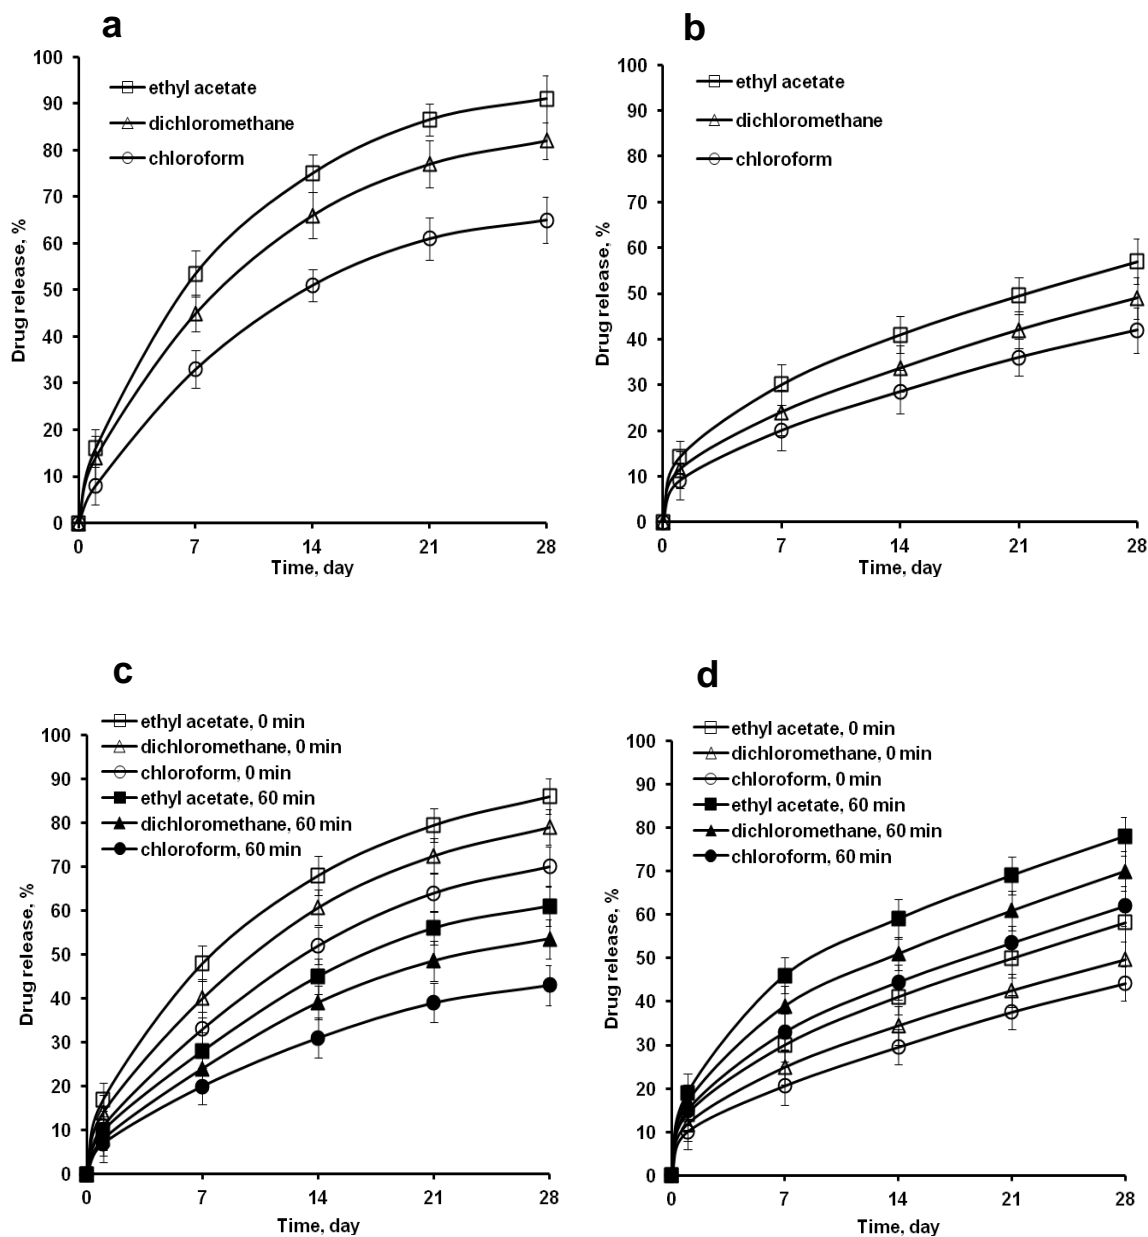 a
100
90
80
70
60
50
40
30
20
10
0
Drug release, %
ethyl acetate
dichloromethane
chloroform
0 7 14 21 28
Time, day
b
100
90
80
70
60
50
40
30
20
10
0
Drug release, %
ethyl acetate
dichloromethane
chloroform
0 7 14 21 28
Time, day
c
100
90
80
70
60
50
40
30
20
10
0
Drug release, %
ethyl acetate, 0 min
dichloromethane, 0 min
chloroform, 0 min
ethyl acetate, 60 min
dichloromethane, 60 min
chloroform, 60 min
0 7 14 21 28
Time, day
d
100
90
80
70
60
50
40
30
20
10
0
Drug release, %
ethyl acetate, 0 min
dichloromethane, 0 min
chloroform, 0 min
ethyl acetate, 60 min
dichloromethane, 60 min
chloroform, 60 min
0 7 14 21 28
Time, day